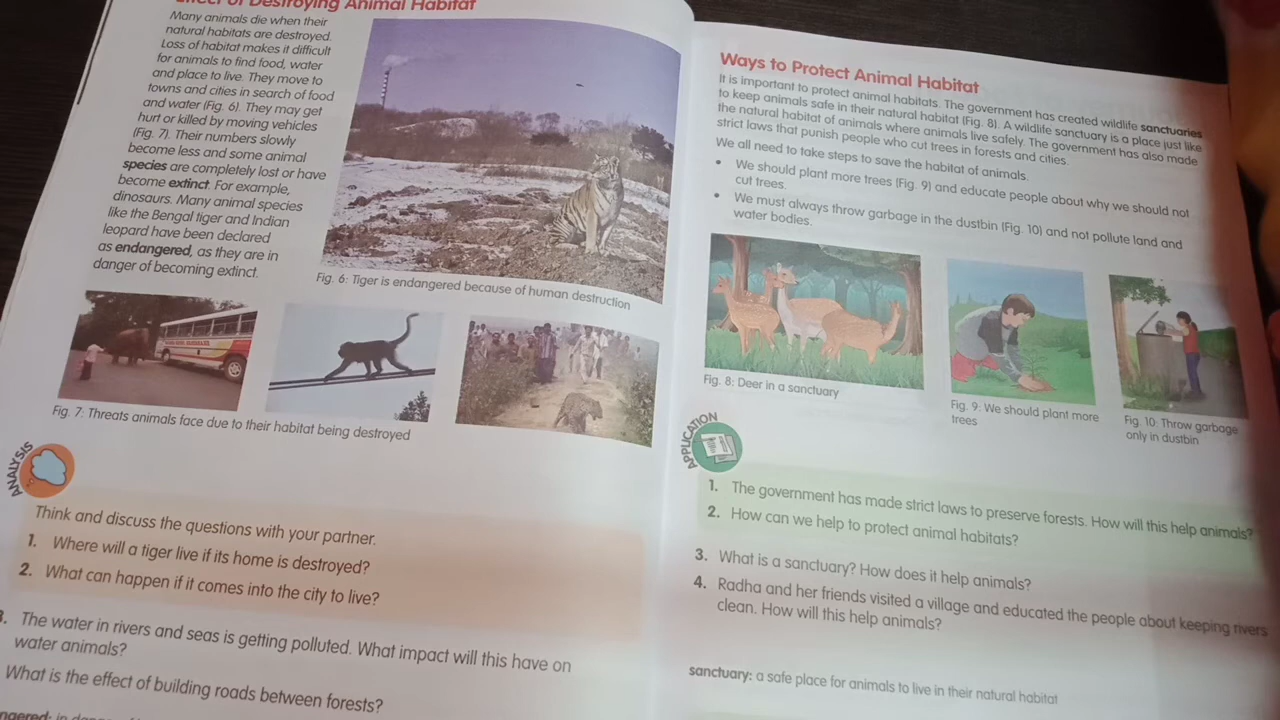 Effect of Destroying Animal Habitat
Many animals die when their
natural habitats are destroyed.
Loss of habitat makes it difficult
for animals to find food, water
and place to live. They move to
towns and cities in search of food
and water (Fig. 6). They may get
hurt or killed by moving vehicles
(Fig. 7). Their numbers slowly
become less and some animal
species are completely lost or have
become extinct. For example,
dinosaurs. Many animal species
like the Bengal tiger and Indian
leopard have been declared
as endangered, as they are in
danger of becoming extinct.
Fig. 6: Tiger is endangered because of human destruction
Fig. 7: Threats animals face due to their habitat being destroyed
ANALYSIS
Think and discuss the questions with your partner.
1. Where will a tiger live if its home is destroyed?
2. What can happen if it comes into the city to live?
3. The water in rivers and seas is getting polluted. What impact will this have on
water animals?
What is the effect of building roads between forests?
Ways to Protect Animal Habitat
It is important to protect animal habitats. The government has created wildlife sanctuaries
to keep animals safe in their natural habitat (Fig. 8). A wildlife sanctuary is a place just like
the natural habitat of animals where animals live safely. The government has also made
strict laws that punish people who cut trees in forests and cities.
We all need to take steps to save the habitat of animals.
• We should plant more trees (Fig. 9) and educate people about why we should not
cut trees.
• We must always throw garbage in the dustbin (Fig. 10) and not pollute land and
water bodies.
Fig. 8: Deer in a sanctuary
Fig. 9: We should plant more
trees
Fig. 10: Throw garbage
only in dustbin
APPLICATION
1. The government has made strict laws to preserve forests. How will this help animals?
2. How can we help to protect animal habitats?
3. What is a sanctuary? How does it help animals?
4. Radha and her friends visited a village and educated the people about keeping rivers
clean. How will this help animals?
sanctuary: a safe place for animals to live in their natural habitat